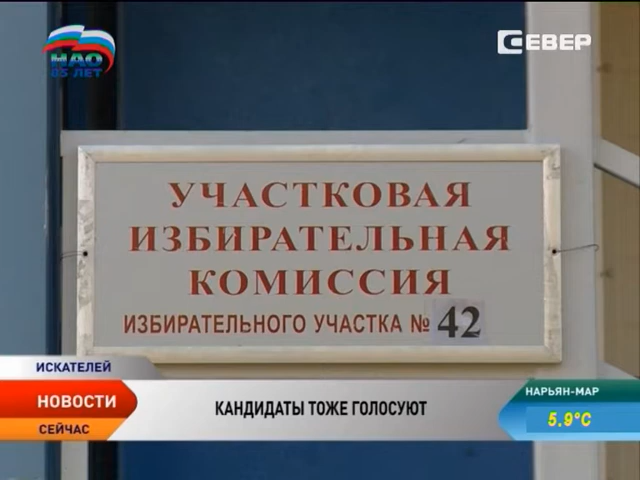 НАО
85 ЛЕТ
СЕВЕР
УЧАСТКОВАЯ
ИЗБИРАТЕЛЬНАЯ
КОМИССИЯ
ИЗБИРАТЕЛЬНОГО УЧАСТКА № 42
ИСКАТЕЛЕЙ
НОВОСТИ
СЕЙЧАС
КАНДИДАТЫ ТОЖЕ ГОЛОСУЮТ
НАРЬЯН-МАР
5.9°C